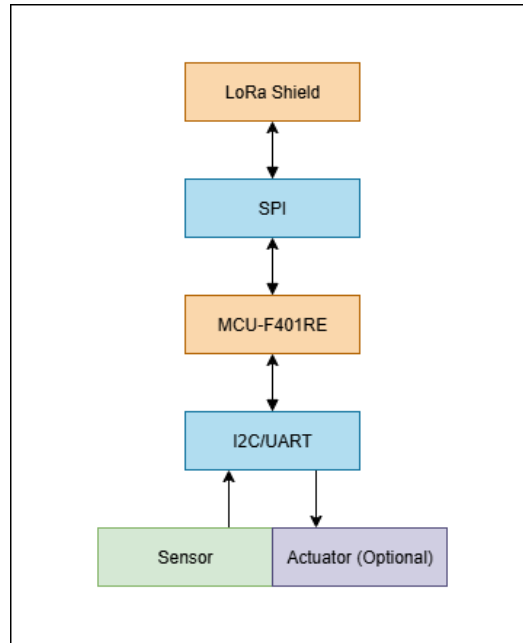 LoRa Shield
SPI
MCU-F401RE
I2C/UART
Sensor
Actuator (Optional)